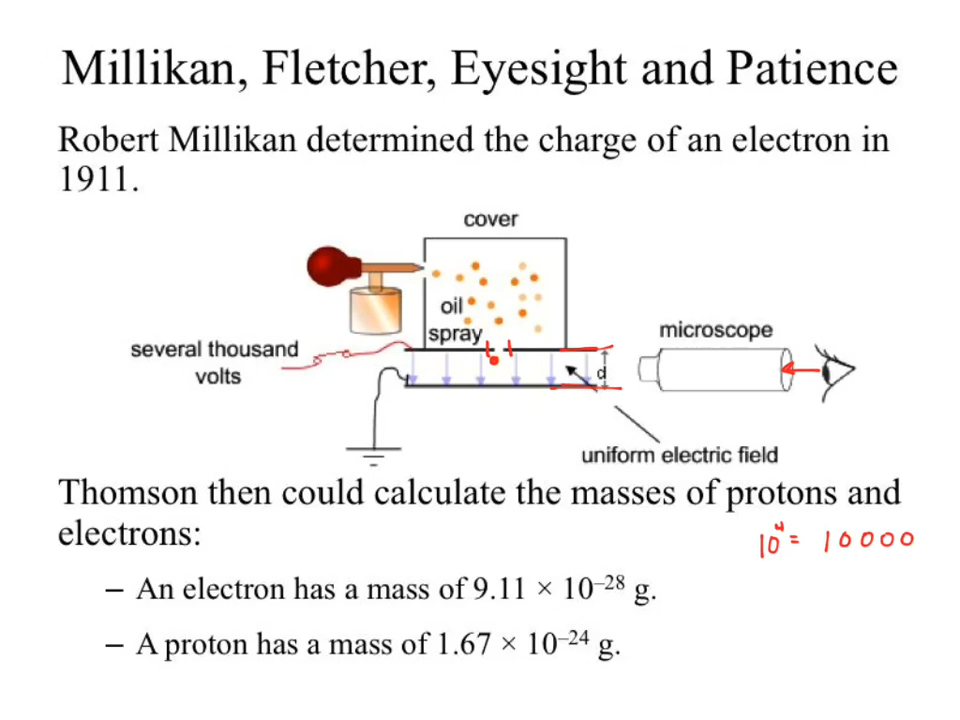 Millikan, Fletcher, Eyesight and Patience
Robert Millikan determined the charge of an electron in
1911.
cover
oil
spray
microscope
several thousand
volts
d
uniform electric field
Thomson then could calculate the masses of protons and
electrons:
10⁴ = 10000
– An electron has a mass of 9.11 × 10⁻²⁸ g.
– A proton has a mass of 1.67 × 10⁻²⁴ g.